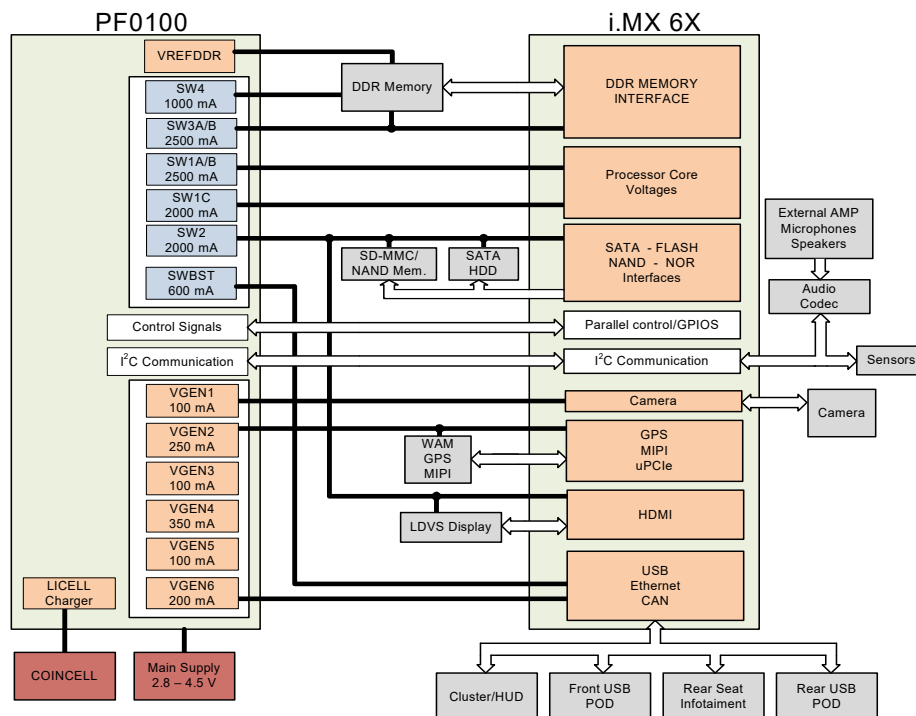 PF0100
i.MX 6X
VREFDDR
SW4
1000 mA
SW3A/B
2500 mA
SW1A/B
2500 mA
SW1C
2000 mA
SW2
2000 mA
SWBST
600 mA
Control Signals
I²C Communication
VGEN1
100 mA
VGEN2
250 mA
VGEN3
100 mA
VGEN4
350 mA
VGEN5
100 mA
VGEN6
200 mA
LICELL
Charger
COINCELL
Main Supply
2.8 – 4.5 V
DDR Memory
SD-MMC/
NAND Mem.
SATA
HDD
WAM
GPS
MIPI
LDVS Display
DDR MEMORY
INTERFACE
Processor Core
Voltages
SATA - FLASH
NAND - NOR
Interfaces
Parallel control/GPIOS
I²C Communication
Camera
GPS
MIPI
uPCIe
HDMI
USB
Ethernet
CAN
External AMP
Microphones
Speakers
Audio
Codec
Sensors
Camera
Cluster/HUD
Front USB
POD
Rear Seat
Infotaiment
Rear USB
POD